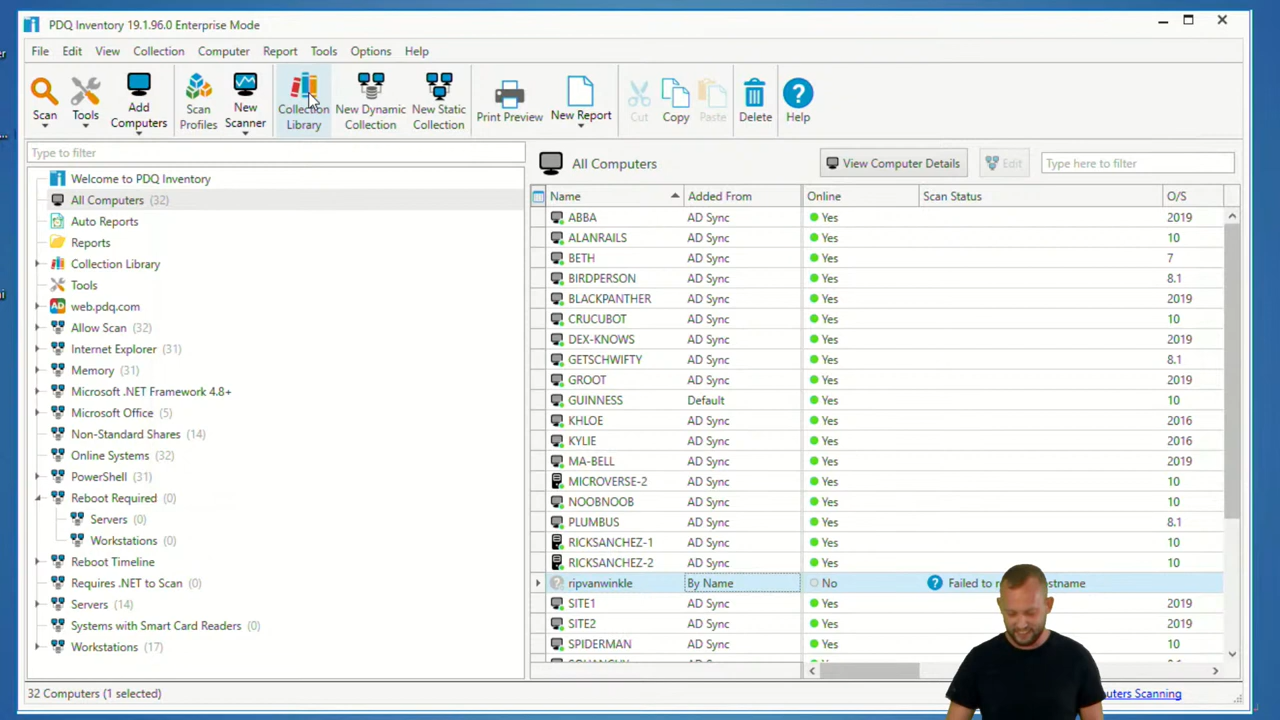 PDQ Inventory 19.1.96.0 Enterprise Mode
File Edit View Collection Computer Report Tools Options Help
Scan
Tools
Add Computers
Scan Profiles
New Scanner
Collection Library
New Dynamic Collection
New Static Collection
Print Preview
New Report
Cut
Copy
Paste
Delete
Help
Type to filter
Welcome to PDQ Inventory
All Computers (32)
Auto Reports
Reports
Collection Library
Tools
AD web.pdq.com
Allow Scan (32)
Internet Explorer (31)
Memory (31)
Microsoft .NET Framework 4.8+
Microsoft Office (5)
Non-Standard Shares (14)
Online Systems (32)
PowerShell (31)
Reboot Required (0)
Servers (0)
Workstations (0)
Reboot Timeline
Requires .NET to Scan (0)
Servers (14)
Systems with Smart Card Readers (0)
Workstations (17)
All Computers View Computer Details Edit Type here to filter
Name Added From Online Scan Status O/S
ABBA AD Sync Yes 2019
ALANRAILS AD Sync Yes 10
BETH AD Sync Yes 7
BIRDPERSON AD Sync Yes 8.1
BLACKPANTHER AD Sync Yes 2019
CRUCUBOT AD Sync Yes 10
DEX-KNOWS AD Sync Yes 2019
GETSCHWIFTY AD Sync Yes 8.1
GROOT AD Sync Yes 2019
GUINNESS Default Yes 10
KHLOE AD Sync Yes 2016
KYLIE AD Sync Yes 2016
MA-BELL AD Sync Yes 2019
MICROVERSE-2 AD Sync Yes 10
NOOBNOOB AD Sync Yes 10
PLUMBUS AD Sync Yes 8.1
RICKSANCHEZ-1 AD Sync Yes 10
RICKSANCHEZ-2 AD Sync Yes 10
ripvanwinkle By Name No Failed to
SITE1 AD Sync Yes 2019
SITE2 AD Sync Yes 2019
SPIDERMAN AD Sync Yes 10
32 Computers (1 selected)
Scanning